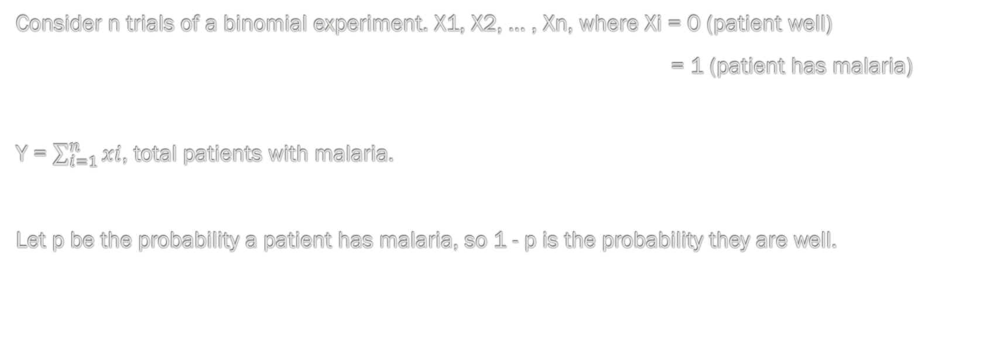 Consider n trials of a binomial experiment. X1, X2, ... , Xn, where Xi = 0 (patient well)
= 1 (patient has malaria)
Y = ∑ⁿᵢ₌₁ xi, total patients with malaria.
Let p be the probability a patient has malaria, so 1 - p is the probability they are well.